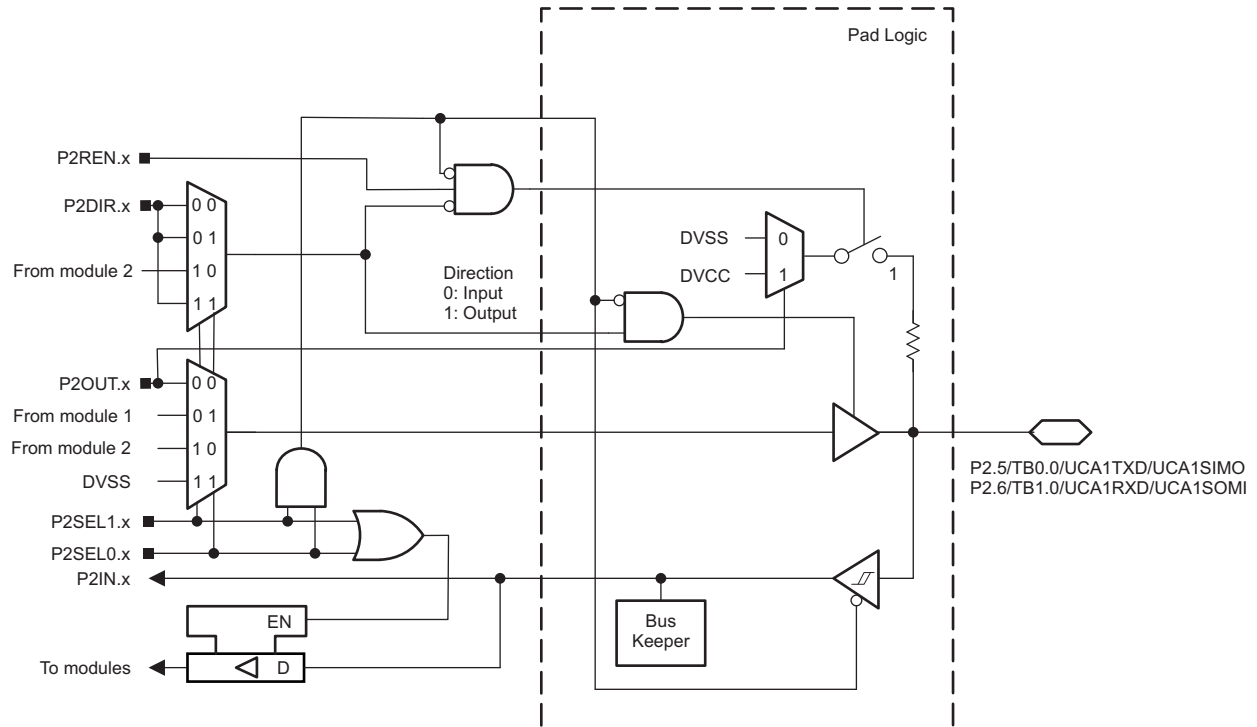 Pad Logic
P2REN.x
P2DIR.x
0 0
0 1
From module 2
1 0
1 1
Direction
0: Input
1: Output
DVSS
0
DVCC
1
1
P2OUT.x
0 0
From module 1
0 1
From module 2
1 0
DVSS
1 1
P2SEL1.x
P2SEL0.x
P2IN.x
P2.5/TB0.0/UCA1TXD/UCA1SIMO
P2.6/TB1.0/UCA1RXD/UCA1SOMI
Bus
Keeper
EN
To modules
D